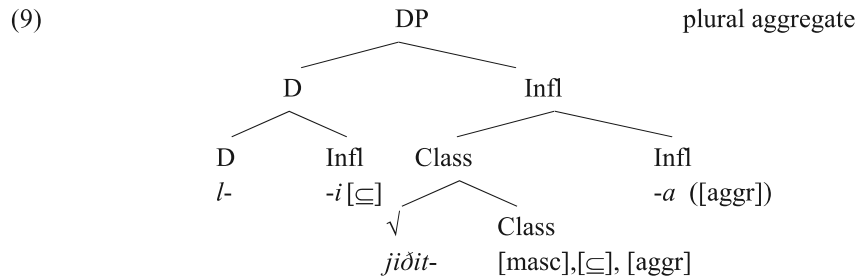 (9) DP plural aggregate
D Infl
D Infl Class Infl
l- -i [⊆] -a ([aggr])
√ Class
jiðit- [masc],[⊆], [aggr]